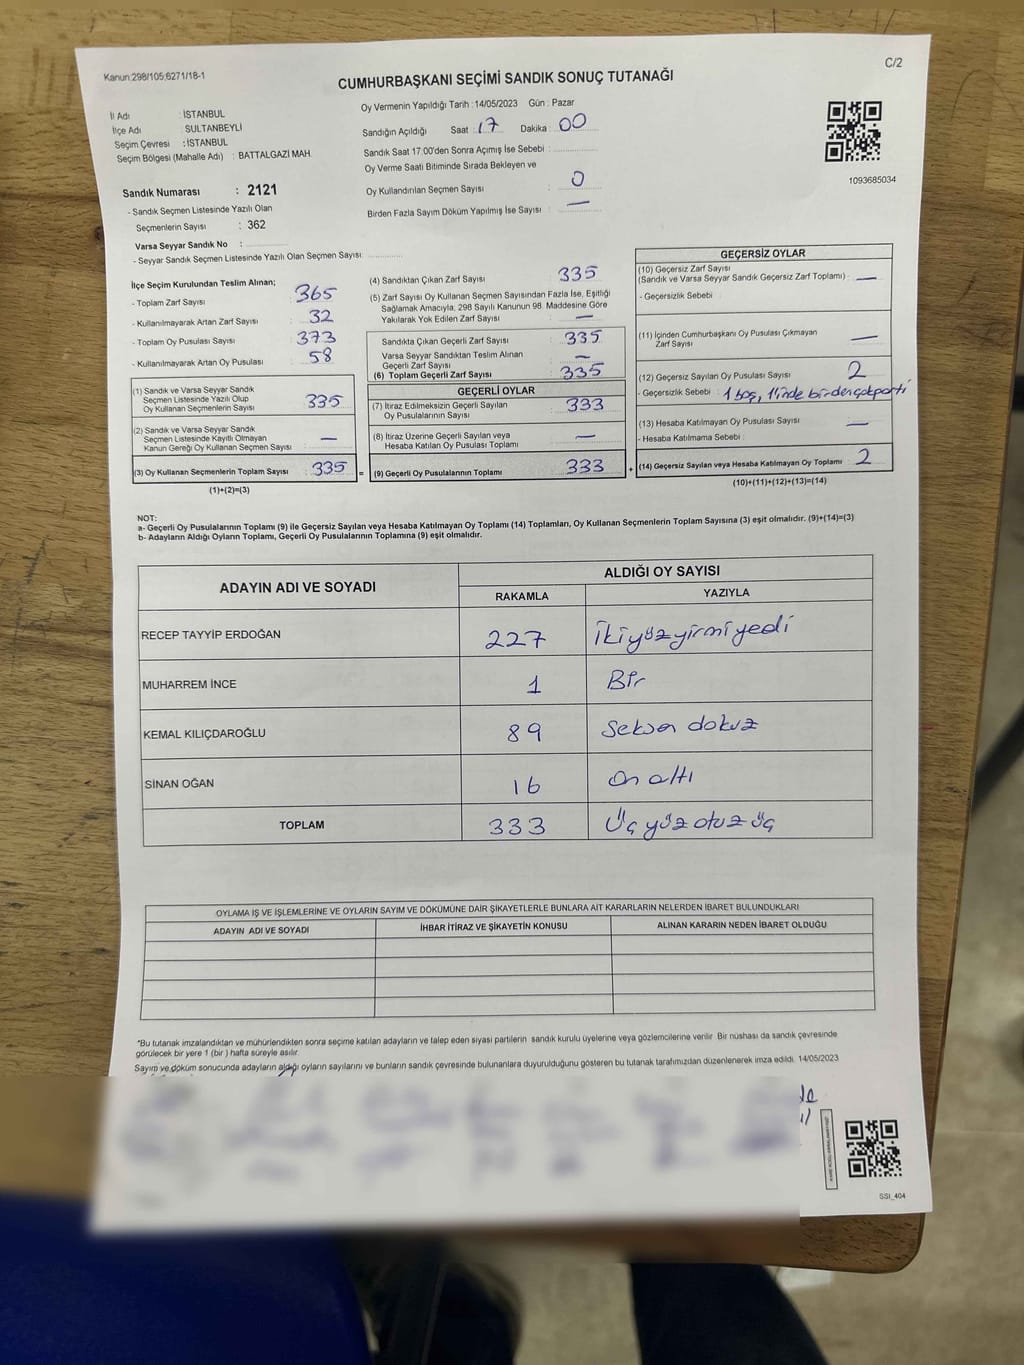 Kanun:298/105;6271/18-1
C/2
CUMHURBAŞKANI SEÇİMİ SANDIK SONUÇ TUTANAĞI
İl Adı : İSTANBUL
İlçe Adı : SULTANBEYLİ
Seçim Çevresi : İSTANBUL
Seçim Bölgesi (Mahalle Adı) : BATTALGAZİ MAH.
Oy Vermenin Yapıldığı Tarih : 14/05/2023 Gün : Pazar
Sandığın Açıldığı Saat : 17 Dakika : 00
Sandık Saat 17:00'den Sonra Açılmış İse Sebebi :
Oy Verme Saati Bitiminde Sırada Bekleyen ve
Oy Kullandırılan Seçmen Sayısı : 0
Birden Fazla Sayım Döküm Yapılmış İse Sayısı : —
1093685034
Sandık Numarası : 2121
- Sandık Seçmen Listesinde Yazılı Olan
Seçmenlerin Sayısı : 362
Varsa Seyyar Sandık No :
- Seyyar Sandık Seçmen Listesinde Yazılı Olan Seçmen Sayısı:
İlçe Seçim Kurulundan Teslim Alınan;
- Toplam Zarf Sayısı : 365
- Kullanılmayarak Artan Zarf Sayısı : 32
- Toplam Oy Pusulası Sayısı : 373
- Kullanılmayarak Artan Oy Pusulası : 58
(1) Sandık ve Varsa Seyyar Sandık
Seçmen Listesinde Yazılı Olup
Oy Kullanan Seçmenlerin Sayısı : 335
(2) Sandık ve Varsa Seyyar Sandık
Seçmen Listesinde Kayıtlı Olmayan
Kanun Gereği Oy Kullanan Seçmen Sayısı : —
(3) Oy Kullanan Seçmenlerin Toplam Sayısı : 335
(1)+(2)=(3)
(4) Sandıktan Çıkan Zarf Sayısı : 335
(5) Zarf Sayısı Oy Kullanan Seçmen Sayısından Fazla İse, Eşitliği
Sağlamak Amacıyla, 298 Sayılı Kanunun 98. Maddesine Göre
Yakılarak Yok Edilen Zarf Sayısı : —
Sandıkta Çıkan Geçerli Zarf Sayısı : 335
Varsa Seyyar Sandıktan Teslim Alınan
Geçerli Zarf Sayısı : —
(6) Toplam Geçerli Zarf Sayısı : 335
GEÇERLİ OYLAR
(7) İtiraz Edilmeksizin Geçerli Sayılan
Oy Pusulalarının Sayısı : 333
(8) İtiraz Üzerine Geçerli Sayılan veya
Hesaba Katılan Oy Pusulası Toplamı : —
= (9) Geçerli Oy Pusulalarının Toplamı : 333 +
GEÇERSİZ OYLAR
(10) Geçersiz Zarf Sayısı
(Sandık ve Varsa Seyyar Sandık Geçersiz Zarf Toplamı) : —
- Geçersizlik Sebebi :
(11) İçinden Cumhurbaşkanı Oy Pusulası Çıkmayan
Zarf Sayısı : —
(12) Geçersiz Sayılan Oy Pusulası Sayısı : 2
- Geçersizlik Sebebi : 1 boş, 1'inde birden çok parti
(13) Hesaba Katılmayan Oy Pusulası Sayısı : —
- Hesaba Katılmama Sebebi :
(14) Geçersiz Sayılan veya Hesaba Katılmayan Oy Toplamı : 2
(10)+(11)+(12)+(13)=(14)
NOT:
a- Geçerli Oy Pusulalarının Toplamı (9) ile Geçersiz Sayılan veya Hesaba Katılmayan Oy Toplamı (14) Toplamları, Oy Kullanan Seçmenlerin Toplam Sayısına (3) eşit olmalıdır. (9)+(14)=(3)
b- Adayların Aldığı Oyların Toplamı, Geçerli Oy Pusulalarının Toplamına (9) eşit olmalıdır.
ADAYIN ADI VE SOYADI
ALDIĞI OY SAYISI
RAKAMLA YAZIYLA
RECEP TAYYİP ERDOĞAN 227 İkiyüzyirmiyedi
MUHARREM İNCE 1 Bir
KEMAL KILIÇDAROĞLU 89 Seksen dokuz
SİNAN OĞAN 16 On altı
TOPLAM 333 Üçyüz otuz üç
OYLAMA İŞ VE İŞLEMLERİNE VE OYLARIN SAYIM VE DÖKÜMÜNE DAİR ŞİKAYETLERLE BUNLARA AİT KARARLARIN NELERDEN İBARET BULUNDUKLARI
ADAYIN ADI VE SOYADI İHBAR İTİRAZ VE ŞİKAYETİN KONUSU ALINAN KARARIN NEDEN İBARET OLDUĞU
*Bu tutanak imzalandıktan ve mühürlendikten sonra seçime katılan adayların ve talep eden siyasi partilerin sandık kurulu üyelerine veya gözlemcilerine verilir. Bir nüshası da sandık çevresinde
görülecek bir yere 1 (bir ) hafta süreyle asılır.
Sayım ve döküm sonucunda adayların aldığı oyların sayılarını ve bunların sandık çevresinde bulunanlara duyurulduğunu gösteren bu tutanak tarafımızdan düzenlenerek imza edildi. 14/05/2023
SSI_404